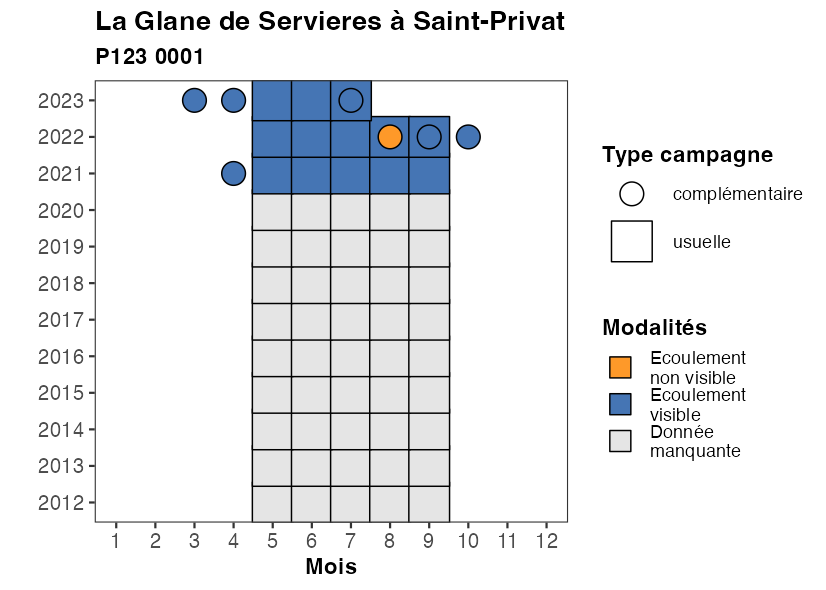 La Glane de Servieres à Saint-Privat
P123 0001
2023
2022
2021
2020
2019
2018
2017
2016
2015
2014
2013
2012
1 2 3 4 5 6 7 8 9 10 11 12
Mois
Type campagne
complémentaire
usuelle
Modalités
Ecoulement
non visible
Ecoulement
visible
Donnée
manquante